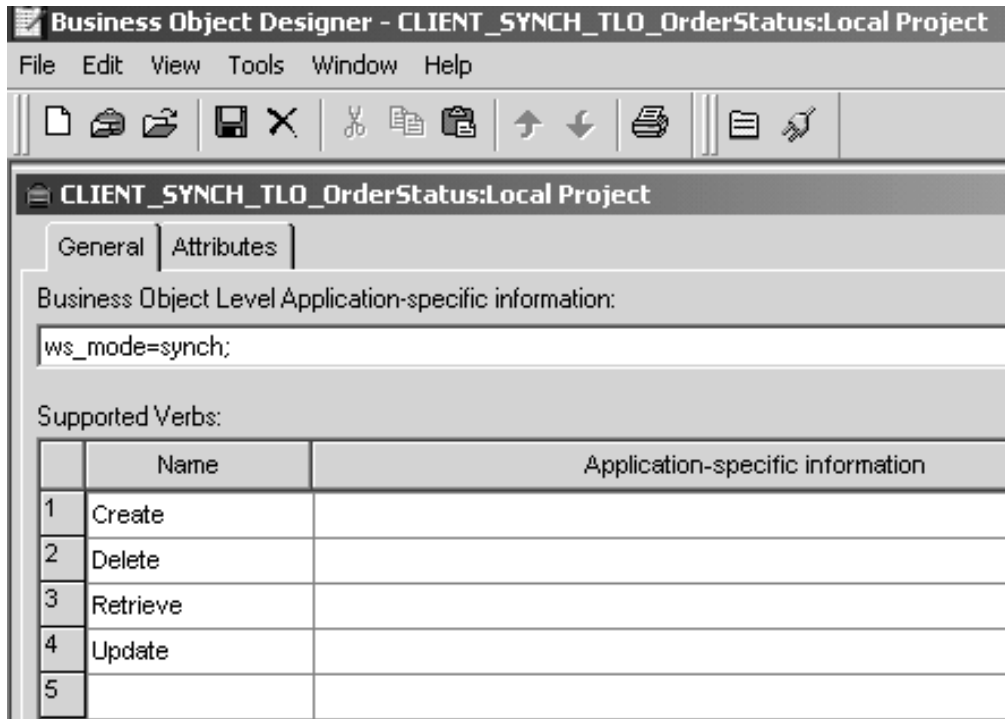 Business Object Designer - CLIENT_SYNCH_TLO_OrderStatus:Local Project
File Edit View Tools Window Help
CLIENT_SYNCH_TLO_OrderStatus:Local Project
General Attributes
Business Object Level Application-specific information:
ws_mode=synch;
Supported Verbs:
Name Application-specific information
1 Create
2 Delete
3 Retrieve
4 Update
5